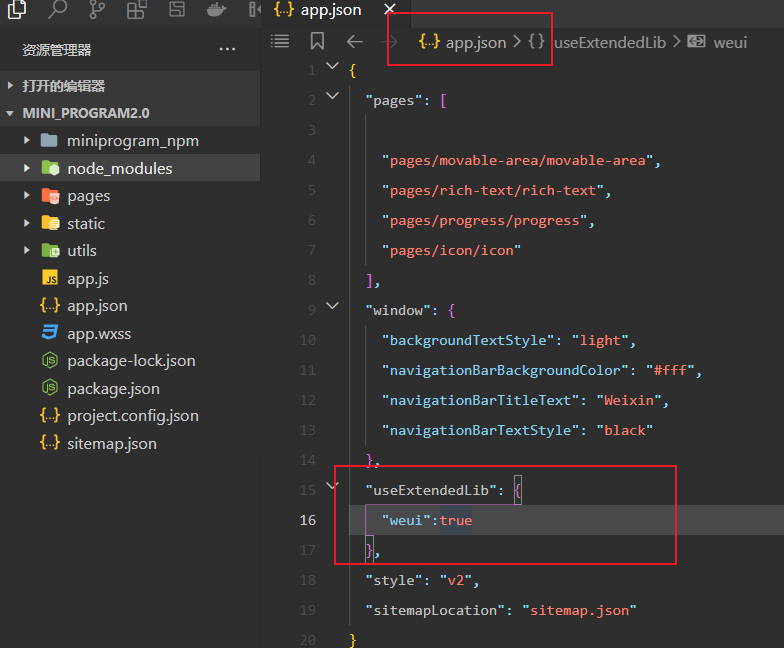 app.json
资源管理器
打开的编辑器
MINI_PROGRAM2.0
miniprogram_npm
node_modules
pages
static
utils
app.js
app.json
app.wxss
package-lock.json
package.json
project.config.json
sitemap.json
app.json > {} useExtendedLib > weui
1 {
2 "pages": [
3
4 "pages/movable-area/movable-area",
5 "pages/rich-text/rich-text",
6 "pages/progress/progress",
7 "pages/icon/icon"
8 ],
9 "window": {
10 "backgroundTextStyle": "light",
11 "navigationBarBackgroundColor": "#fff",
12 "navigationBarTitleText": "Weixin",
13 "navigationBarTextStyle": "black"
14 },
15 "useExtendedLib": {
16 "weui":true
17 },
18 "style": "v2",
19 "sitemapLocation": "sitemap.json"
20 }